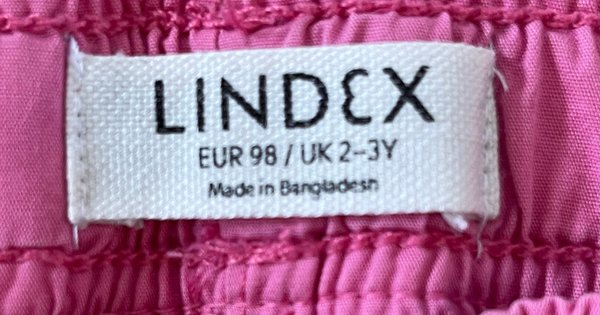 LINDEX
EUR 98 / UK 2-3Y
Made in Bangladesh